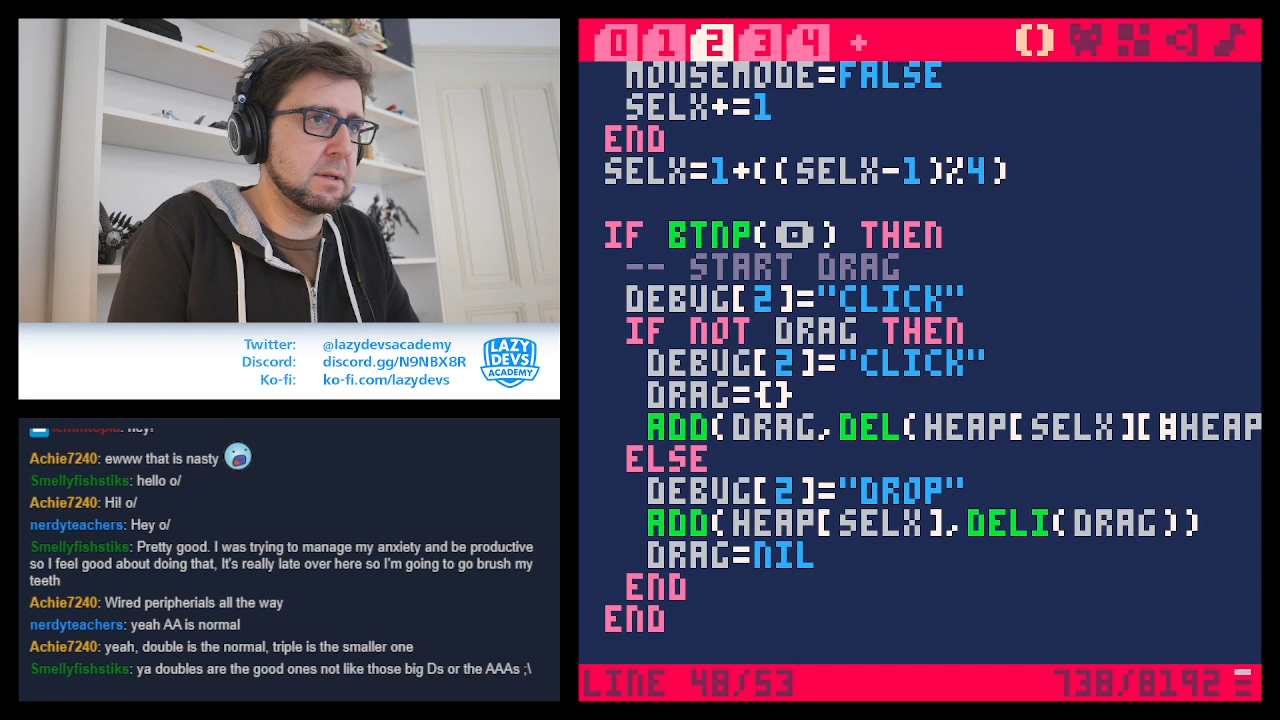 Twitter: @lazydevsacademy
Discord: discord.gg/N9NBX8R
Ko-fi: ko-fi.com/lazydevs
LAZY
DEVS
ACADEMY
hey!
Achie7240: ewww that is nasty
Smellyfishstiks: hello o/
Achie7240: Hi! o/
nerdyteachers: Hey o/
Smellyfishstiks: Pretty good. I was trying to manage my anxiety and be productive
so I feel good about doing that, It's really late over here so I'm going to go brush my
teeth
Achie7240: Wired peripherials all the way
nerdyteachers: yeah AA is normal
Achie7240: yeah, double is the normal, triple is the smaller one
Smellyfishstiks: ya doubles are the good ones not like those big Ds or the AAAs ;\
0 1 2 3 4 +
MOUSEMODE=FALSE
SELX+=1
END
SELX=1+((SELX-1)%4)
IF BTNP(🅾️) THEN
-- START DRAG
DEBUG[2]="CLICK"
IF NOT DRAG THEN
DEBUG[2]="CLICK"
DRAG={}
ADD(DRAG,DEL(HEAP[SELX][#HEAP
ELSE
DEBUG[2]="DROP"
ADD(HEAP[SELX],DELI(DRAG))
DRAG=NIL
END
END
LINE 48/53
738/8192